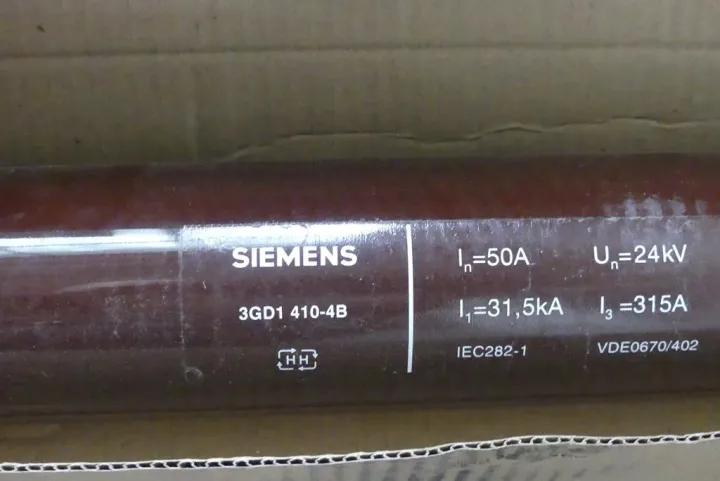 SIEMENS
3GD1 410-4B
HH
Iₙ=50A Uₙ=24kV
I₁=31,5kA I₃ =315A
IEC282-1 VDE0670/402